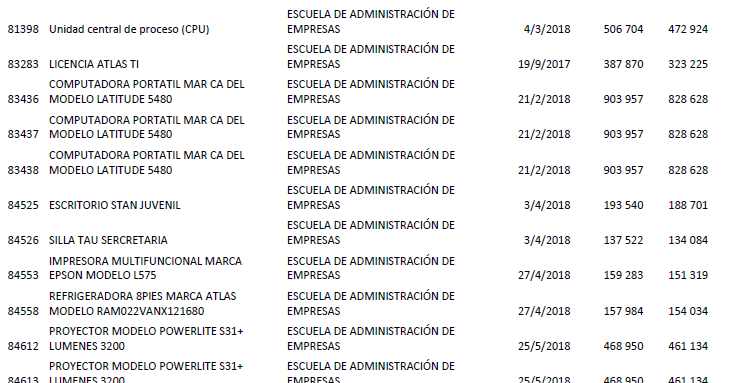 ESCUELA DE ADMINISTRACIÓN DE
81398 Unidad central de proceso (CPU) EMPRESAS 4/3/2018 506 704 472 924
ESCUELA DE ADMINISTRACIÓN DE
83283 LICENCIA ATLAS TI EMPRESAS 19/9/2017 387 870 323 225
COMPUTADORA PORTATIL MAR CA DEL ESCUELA DE ADMINISTRACIÓN DE
83436 MODELO LATITUDE 5480 EMPRESAS 21/2/2018 903 957 828 628
COMPUTADORA PORTATIL MAR CA DEL ESCUELA DE ADMINISTRACIÓN DE
83437 MODELO LATITUDE 5480 EMPRESAS 21/2/2018 903 957 828 628
COMPUTADORA PORTATIL MAR CA DEL ESCUELA DE ADMINISTRACIÓN DE
83438 MODELO LATITUDE 5480 EMPRESAS 21/2/2018 903 957 828 628
ESCUELA DE ADMINISTRACIÓN DE
84525 ESCRITORIO STAN JUVENIL EMPRESAS 3/4/2018 193 540 188 701
ESCUELA DE ADMINISTRACIÓN DE
84526 SILLA TAU SERCRETARIA EMPRESAS 3/4/2018 137 522 134 084
IMPRESORA MULTIFUNCIONAL MARCA ESCUELA DE ADMINISTRACIÓN DE
84553 EPSON MODELO L575 EMPRESAS 27/4/2018 159 283 151 319
REFRIGERADORA 8PIES MARCA ATLAS ESCUELA DE ADMINISTRACIÓN DE
84558 MODELO RAM022VANX121680 EMPRESAS 27/4/2018 157 984 154 034
PROYECTOR MODELO POWERLITE S31+ ESCUELA DE ADMINISTRACIÓN DE
84612 LUMENES 3200 EMPRESAS 25/5/2018 468 950 461 134
PROYECTOR MODELO POWERLITE S31+ ESCUELA DE ADMINISTRACIÓN DE
84613 LUMENES 3200 EMPRESAS 25/5/2018 468 950 461 134